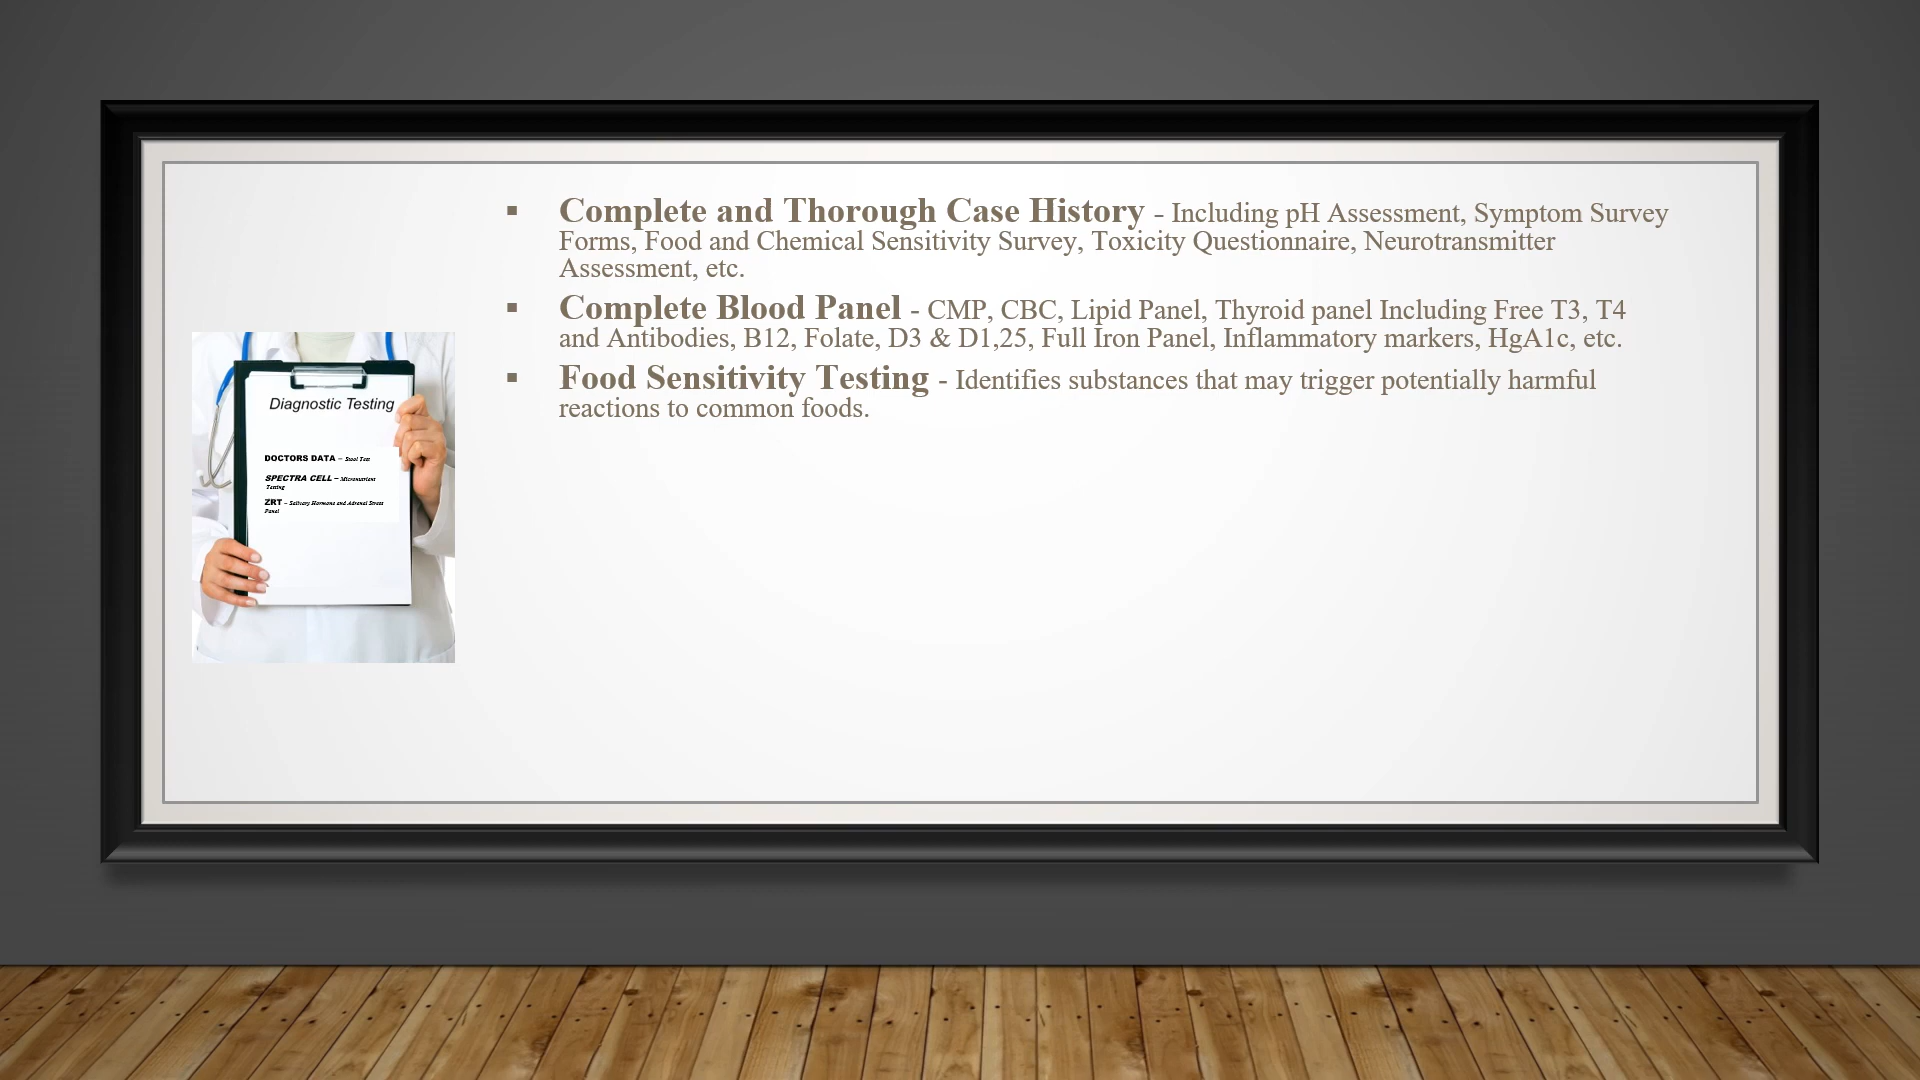 ▪ Complete and Thorough Case History - Including pH Assessment, Symptom Survey
Forms, Food and Chemical Sensitivity Survey, Toxicity Questionnaire, Neurotransmitter
Assessment, etc.
▪ Complete Blood Panel - CMP, CBC, Lipid Panel, Thyroid panel Including Free T3, T4
and Antibodies, B12, Folate, D3 & D1,25, Full Iron Panel, Inflammatory markers, HgA1c, etc.
▪ Food Sensitivity Testing - Identifies substances that may trigger potentially harmful
reactions to common foods.
Diagnostic Testing
DOCTORS DATA – Stool Test
SPECTRA CELL – Micronutrient
Testing
ZRT – Salivary Hormone and Adrenal Stress
Panel